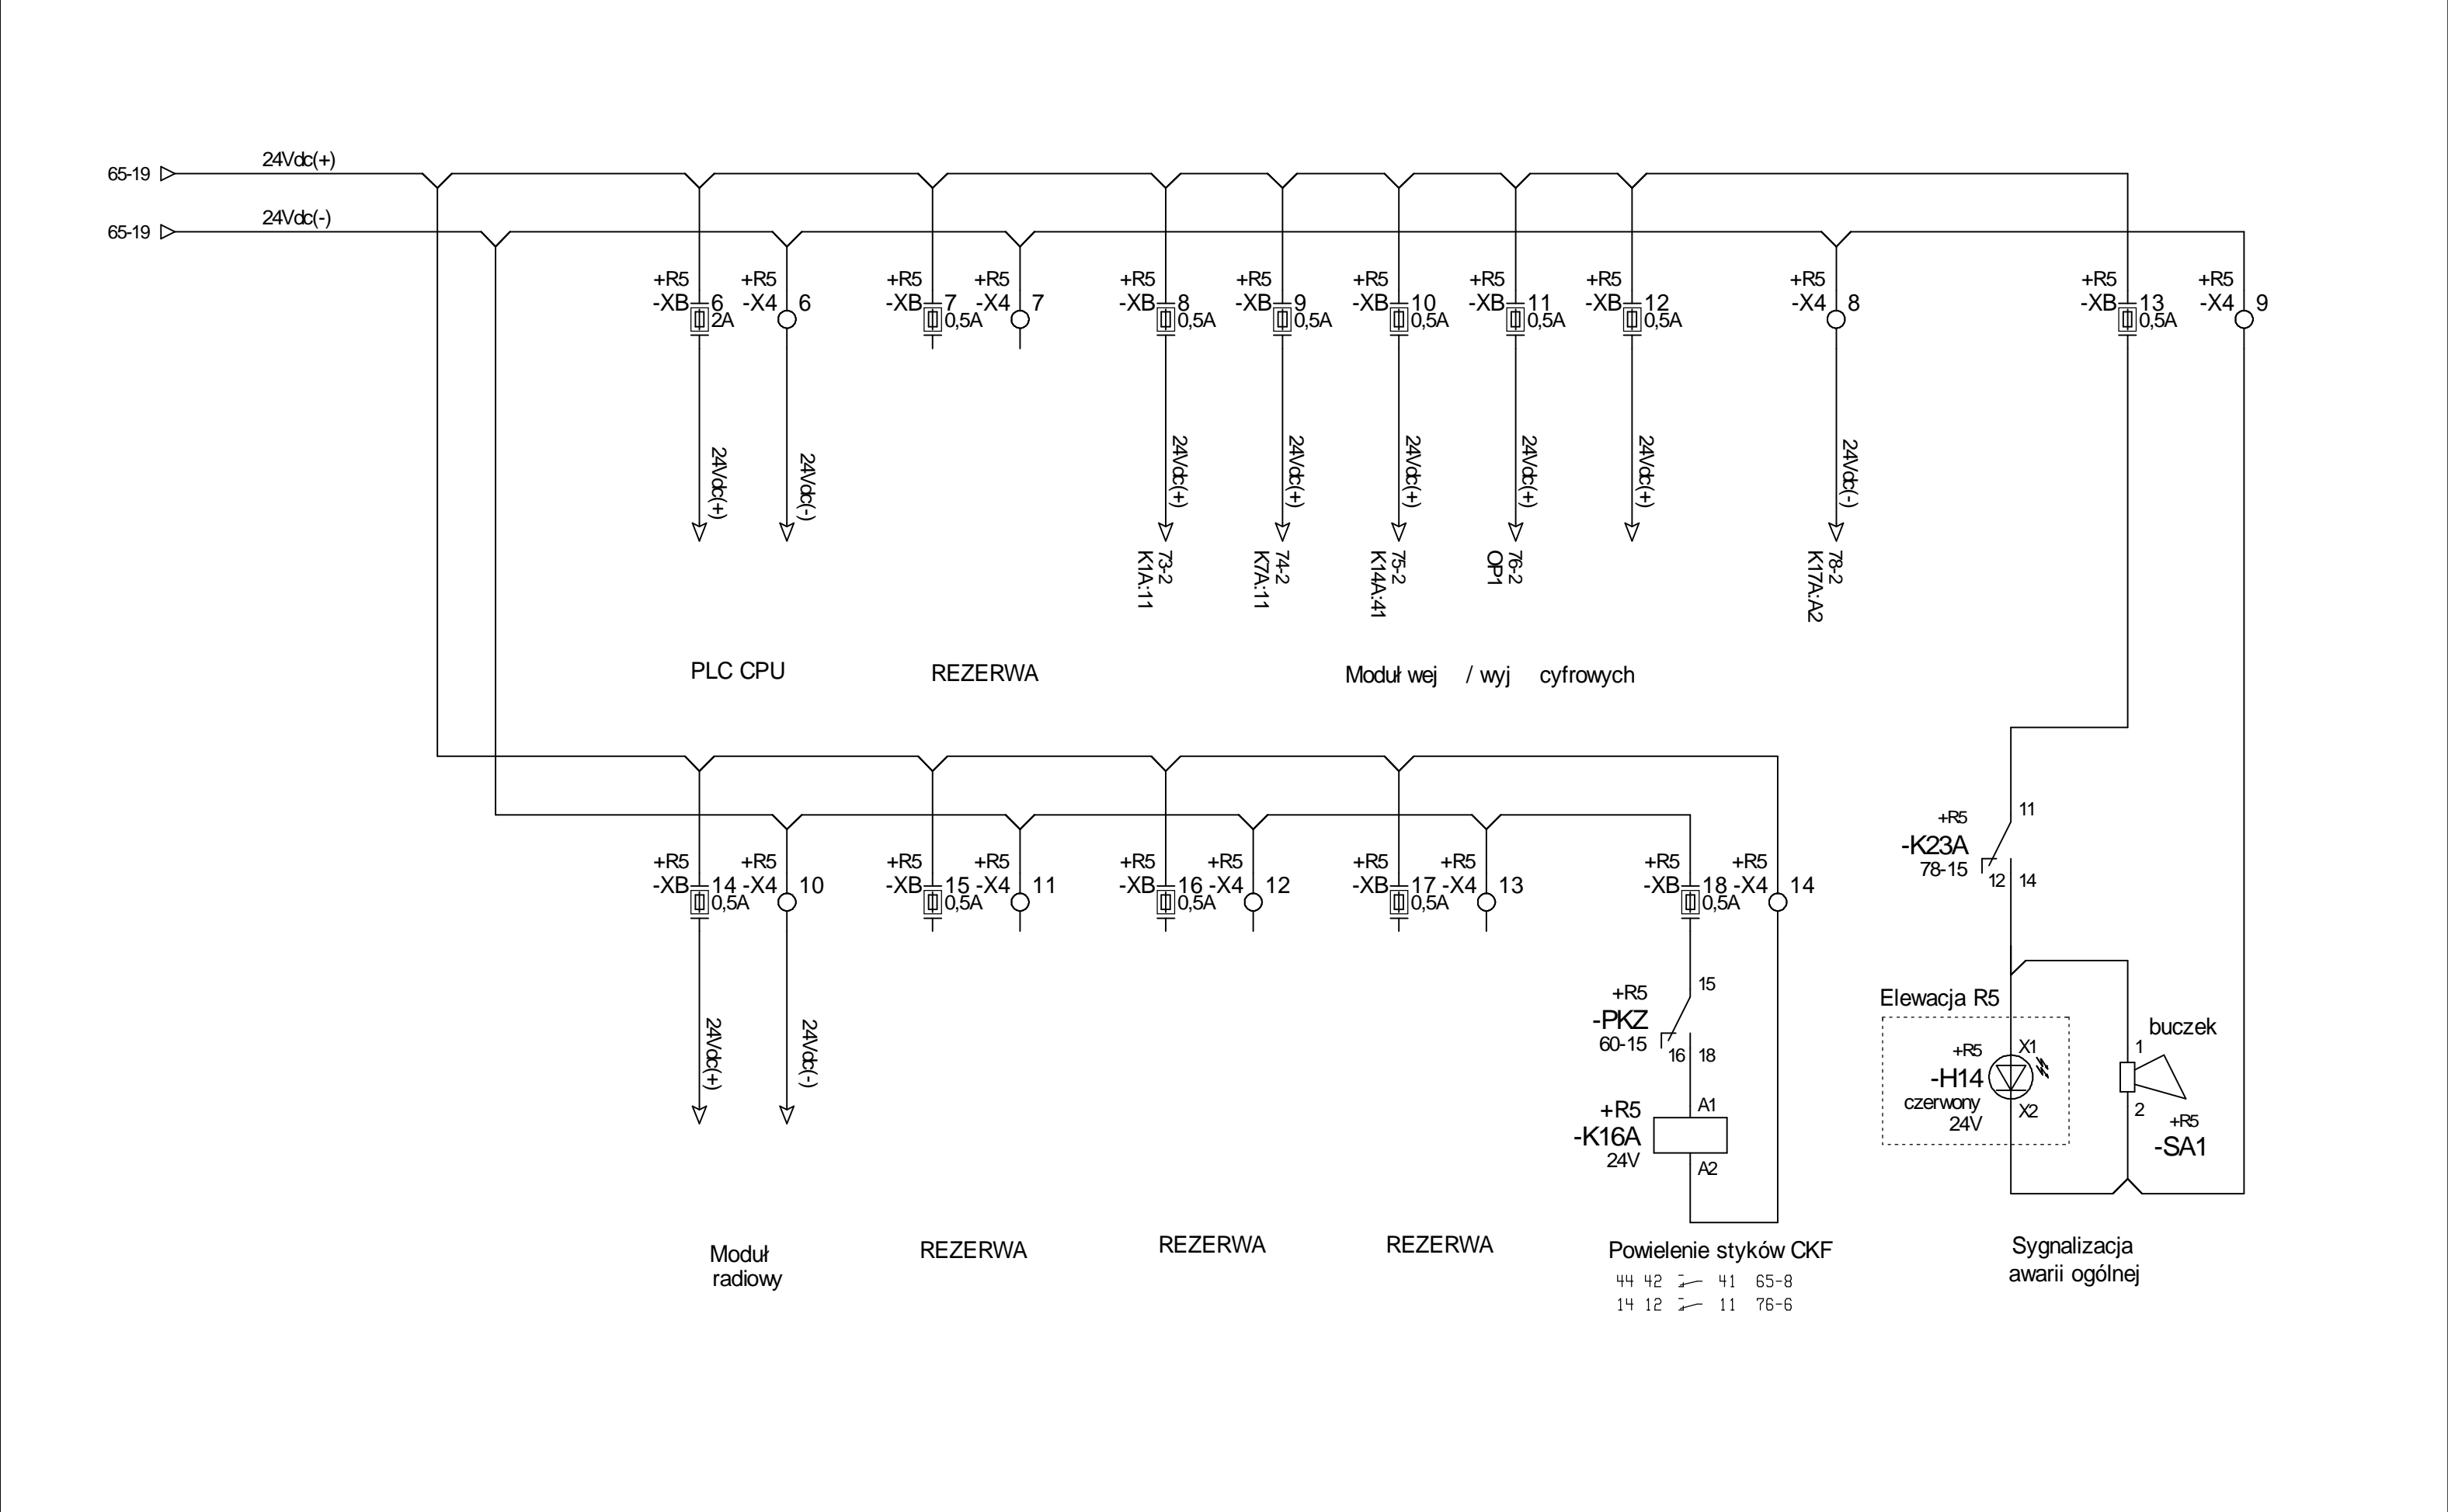 65-19 24Vdc(+)
65-19 24Vdc(-)
+R5 +R5 +R5 +R5 +R5 +R5 +R5 +R5 +R5 +R5 +R5 +R5
-XB 6 -X4 6 -XB 7 -X4 7 -XB 8 -XB 9 -XB 10 -XB 11 -XB 12 -X4 8 -XB 13 -X4 9
2A 0,5A 0,5A 0,5A 0,5A 0,5A 0,5A 0,5A
24Vdc(+) 24Vdc(-) 24Vdc(+) 24Vdc(+) 24Vdc(+) 24Vdc(+) 24Vdc(+) 24Vdc(-)
73-2
K1A:11
74-2
K7A:11
75-2
K14A:41
76-2
OP1
78-2
K17A:A2
PLC CPU REZERWA Moduł wej / wyj cyfrowych
+R5 +R5 +R5 +R5 +R5 +R5 +R5 +R5 +R5 +R5
-XB 14 -X4 10 -XB 15 -X4 11 -XB 16 -X4 12 -XB 17 -X4 13 -XB 18 -X4 14
0,5A 0,5A 0,5A 0,5A 0,5A
24Vdc(+) 24Vdc(-)
+R5 15
-PKZ
60-15
16 18
+R5 A1
-K16A
24V
A2
11
+R5
-K23A
78-15
12 14
Elewacja R5
buczek
+R5 X1
-H14
czerwony X2
24V
1
2
+R5
-SA1
Moduł
radiowy
REZERWA
REZERWA
REZERWA
Powielenie styków CKF
44 42 41 65-8
14 12 11 76-6
Sygnalizacja
awarii ogólnej